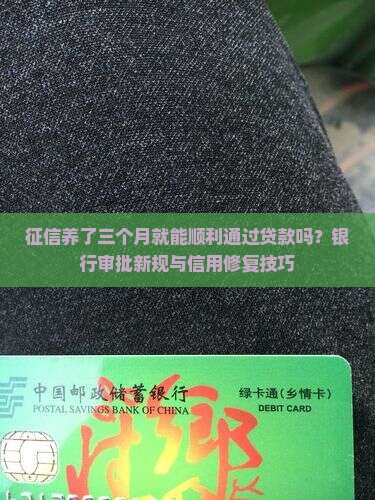 征信养了三个月就能顺利通过贷款吗？银
行审批新规与信用修复技巧
中国邮政储蓄银行
POSTAL SAVINGS BANK OF CHINA
绿卡通(乡情卡)
DEBIT CARD
鄉